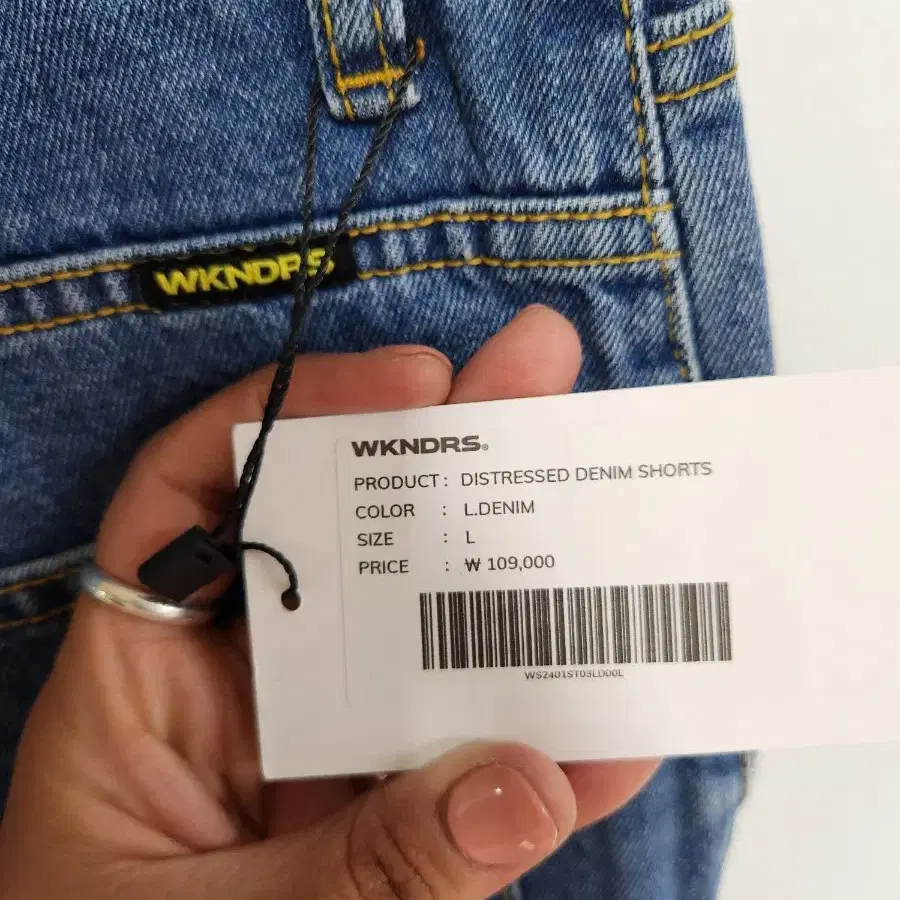 WKNDRS
WKNDRS.
PRODUCT : DISTRESSED DENIM SHORTS
COLOR : L.DENIM
SIZE : L
PRICE : ₩ 109,000
WS2401ST03LD00L